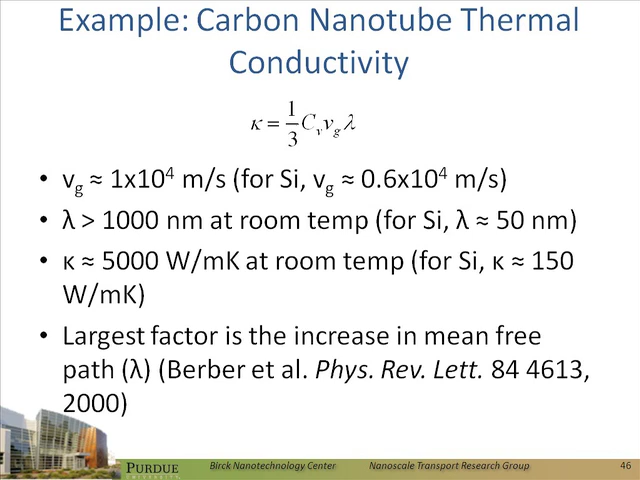 Example: Carbon Nanotube Thermal
Conductivity
κ = 1/3 Cᵥvgλ
• vg ≈ 1x10⁴ m/s (for Si, vg ≈ 0.6x10⁴ m/s)
• λ > 1000 nm at room temp (for Si, λ ≈ 50 nm)
• κ ≈ 5000 W/mK at room temp (for Si, κ ≈ 150
W/mK)
• Largest factor is the increase in mean free
path (λ) (Berber et al. Phys. Rev. Lett. 84 4613,
2000)
PURDUE
UNIVERSITY
Birck Nanotechnology Center Nanoscale Transport Research Group 46